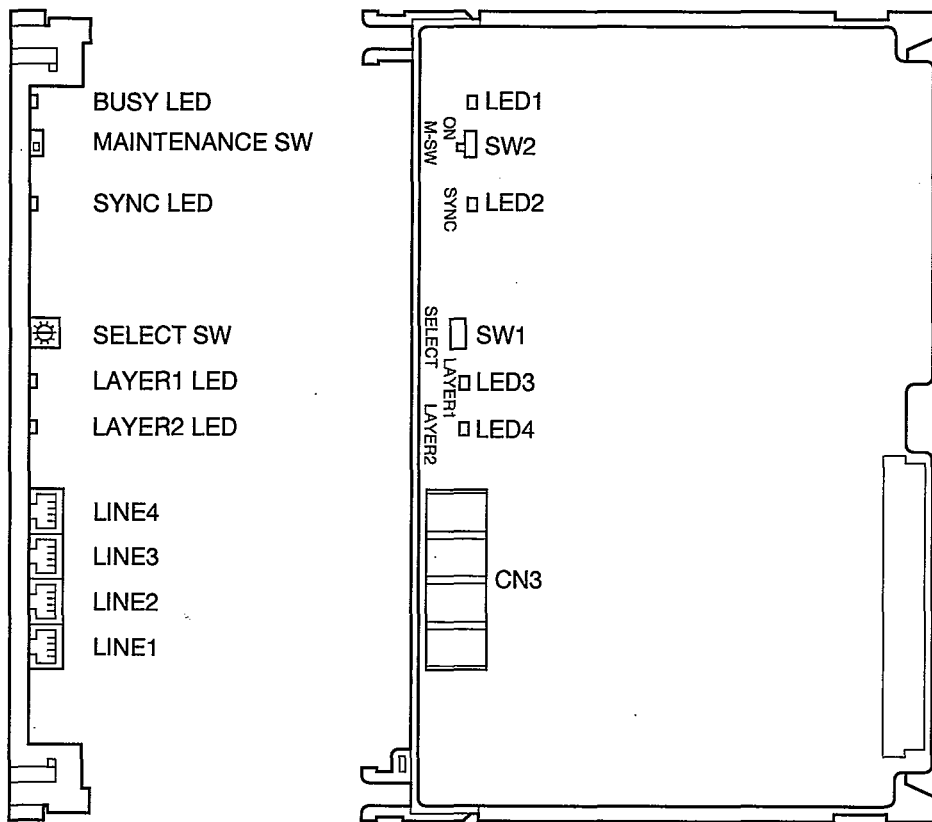 BUSY LED
MAINTENANCE SW
SYNC LED
SELECT SW
LAYER1 LED
LAYER2 LED
LINE4
LINE3
LINE2
LINE1
LED1
ON
M-SW
SW2
SYNC
LED2
SELECT
SW1
LAYER1
LED3
LAYER2
LED4
CN3